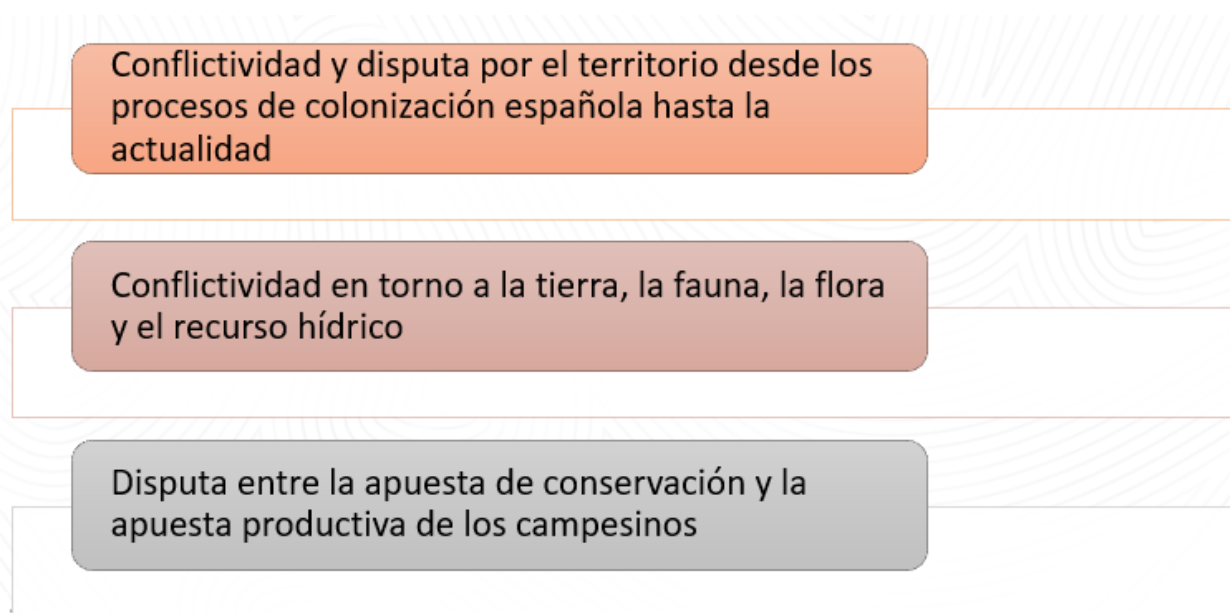 Conflictividad y disputa por el territorio desde los
procesos de colonización española hasta la
actualidad
Conflictividad en torno a la tierra, la fauna, la flora
y el recurso hídrico
Disputa entre la apuesta de conservación y la
apuesta productiva de los campesinos